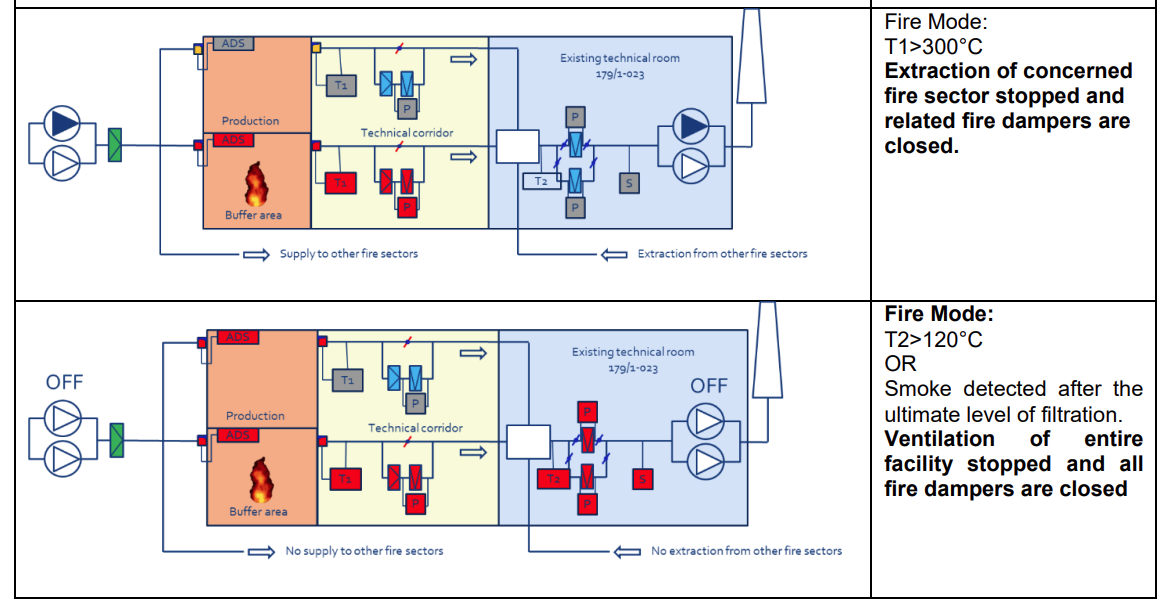 ADS
T1
P
Production
Technical corridor
Existing technical room
179/1-023
P
ADS
T1
P
Buffer area
T2
S
P
Supply to other fire sectors
Extraction from other fire sectors
Fire Mode:
T1>300°C
Extraction of concerned
fire sector stopped and
related fire dampers are
closed.
OFF
ADS
T1
P
Production
Technical corridor
Existing technical room
179/1-023
OFF
P
ADS
T1
P
Buffer area
T2
S
P
No supply to other fire sectors
No extraction from other fire sectors
Fire Mode:
T2>120°C
OR
Smoke detected after the
ultimate level of filtration.
Ventilation of entire
facility stopped and all
fire dampers are closed